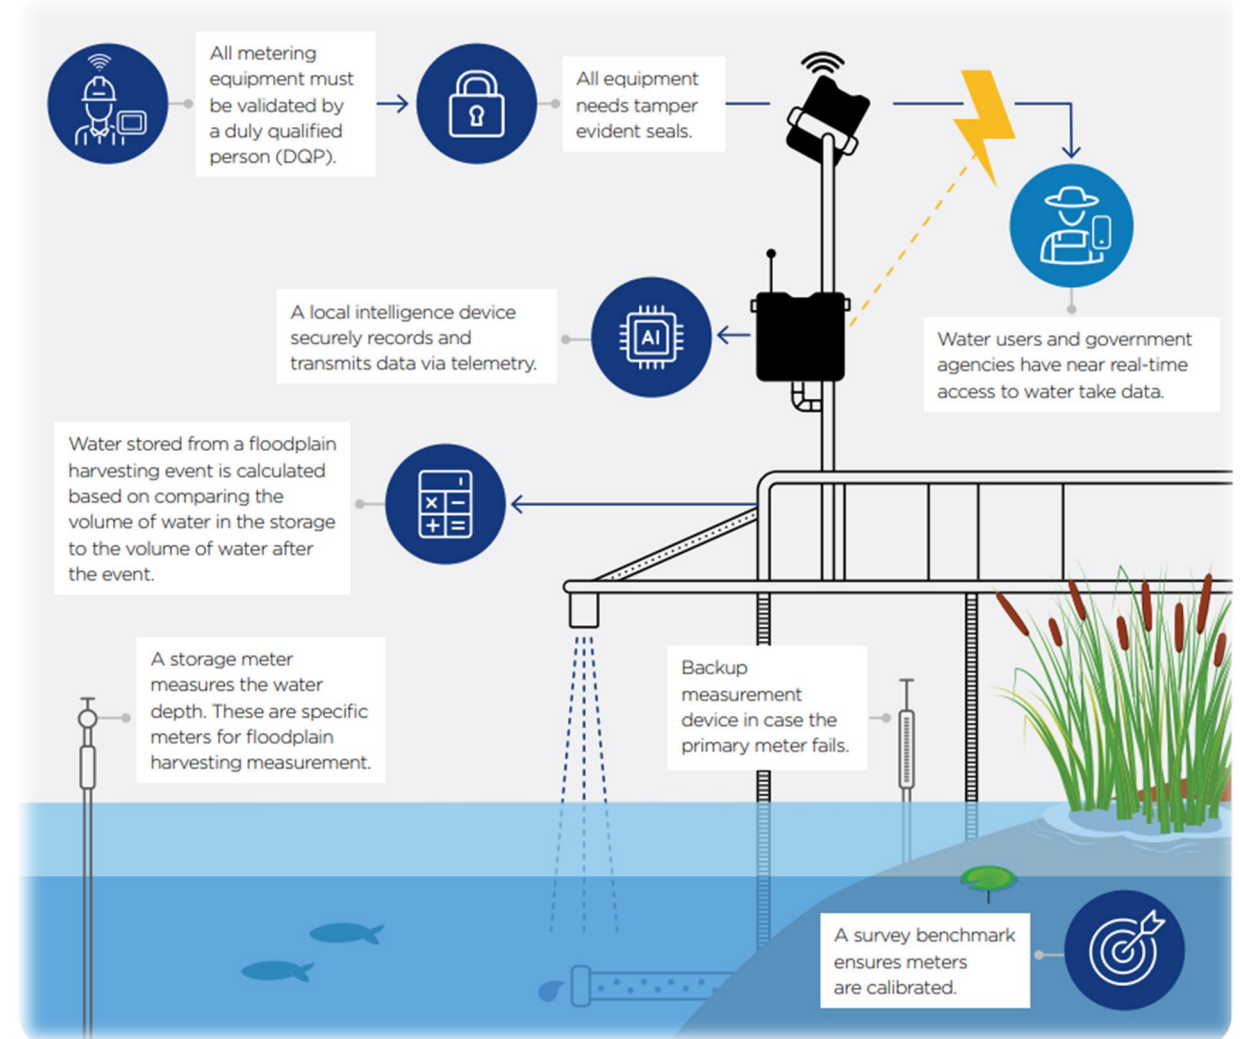 All metering
equipment must
be validated by
a duly qualified
person (DQP).
All equipment
needs tamper
evident seals.
A local intelligence device
securely records and
transmits data via telemetry.
AI
Water users and government
agencies have near real-time
access to water take data.
Water stored from a floodplain
harvesting event is calculated
based on comparing the
volume of water in the storage
to the volume of water after
the event.
A storage meter
measures the water
depth. These are specific
meters for floodplain
harvesting measurement.
Backup
measurement
device in case the
primary meter fails.
A survey benchmark
ensures meters
are calibrated.